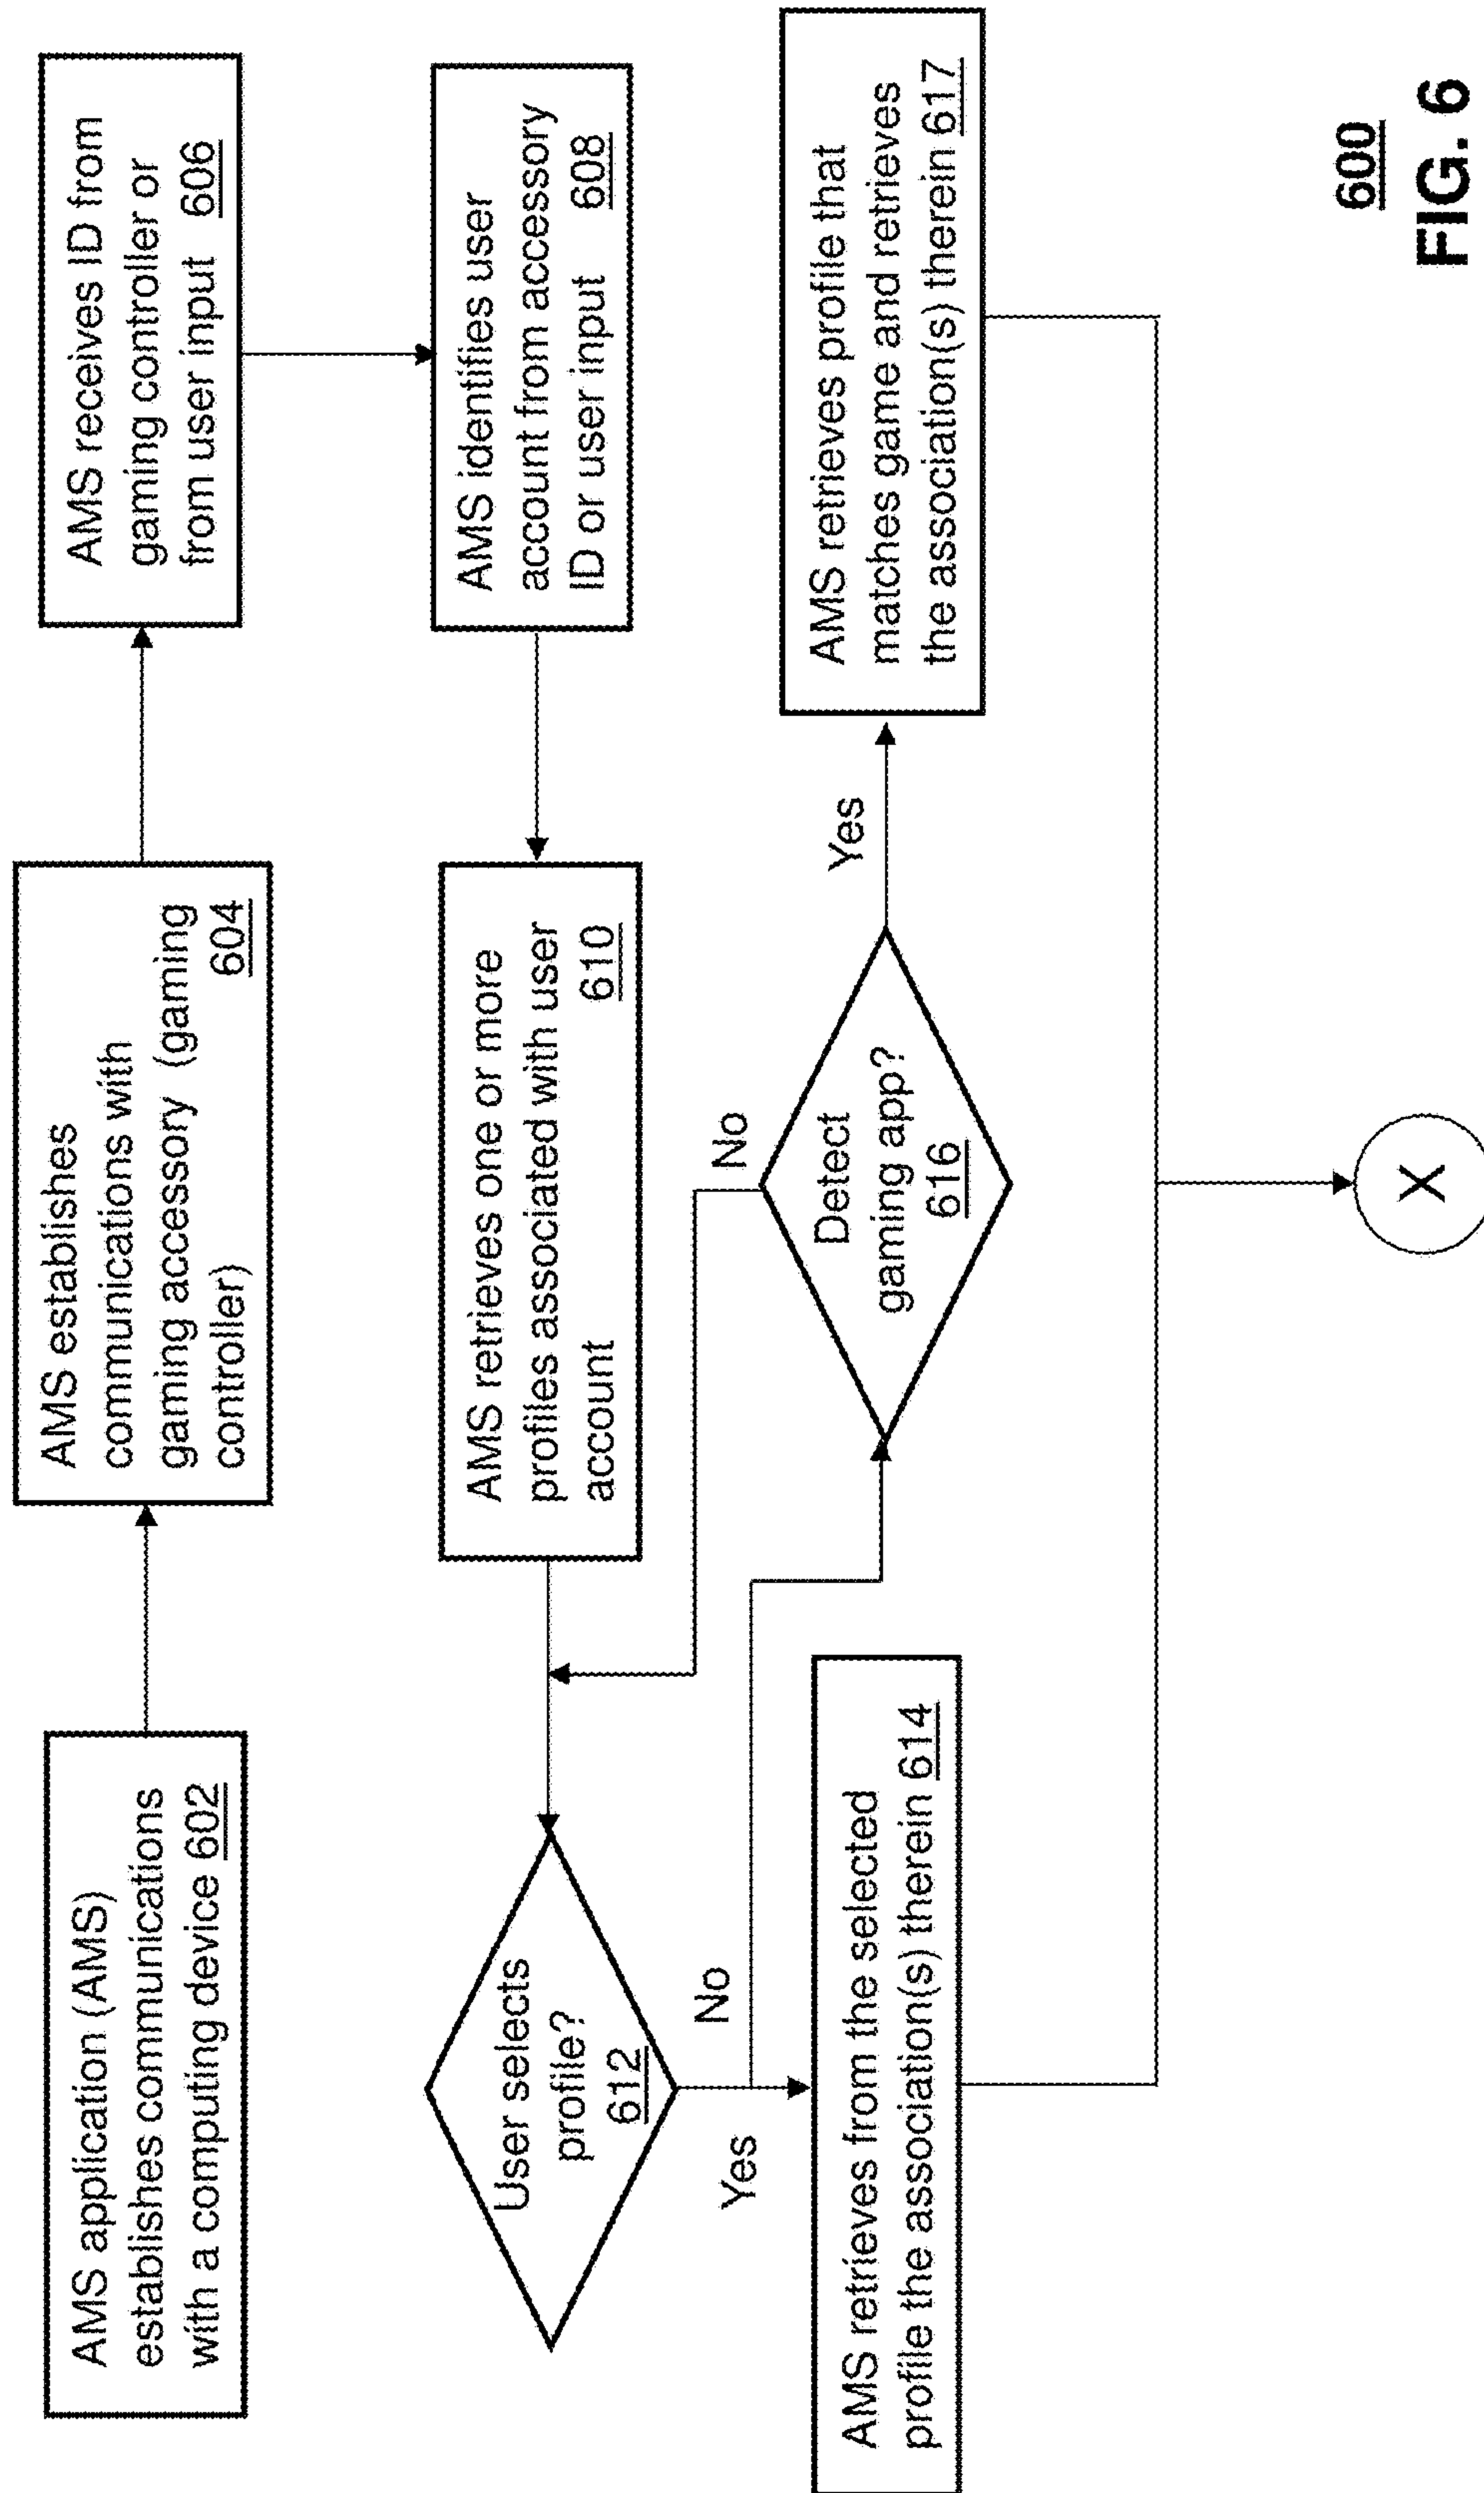 AMS application (AMS)
establishes communications
with a computing device 602
AMS establishes
communications with
gaming accessory (gaming
controller) 604
AMS receives ID from
gaming controller or
from user input 606
AMS identifies user
account from accessory
ID or user input 608
AMS retrieves one or more
profiles associated with user
account 610
User selects
profile?
612
No
Yes
AMS retrieves from the selected
profile the association(s) therein 614
Detect
gaming app?
616
No
Yes
AMS retrieves profile that
matches game and retrieves
the association(s) therein 617
X
600
FIG. 6